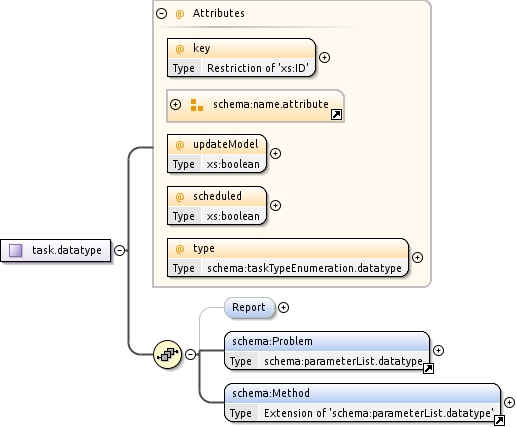 Attributes
key
Type Restriction of 'xs:ID'
schema:name.attribute
updateModel
Type xs:boolean
scheduled
Type xs:boolean
type
Type schema:taskTypeEnumeration.datatype
task.datatype
Report
schema:Problem
Type schema:parameterList.datatype
schema:Method
Type Extension of 'schema:parameterList.datatype'